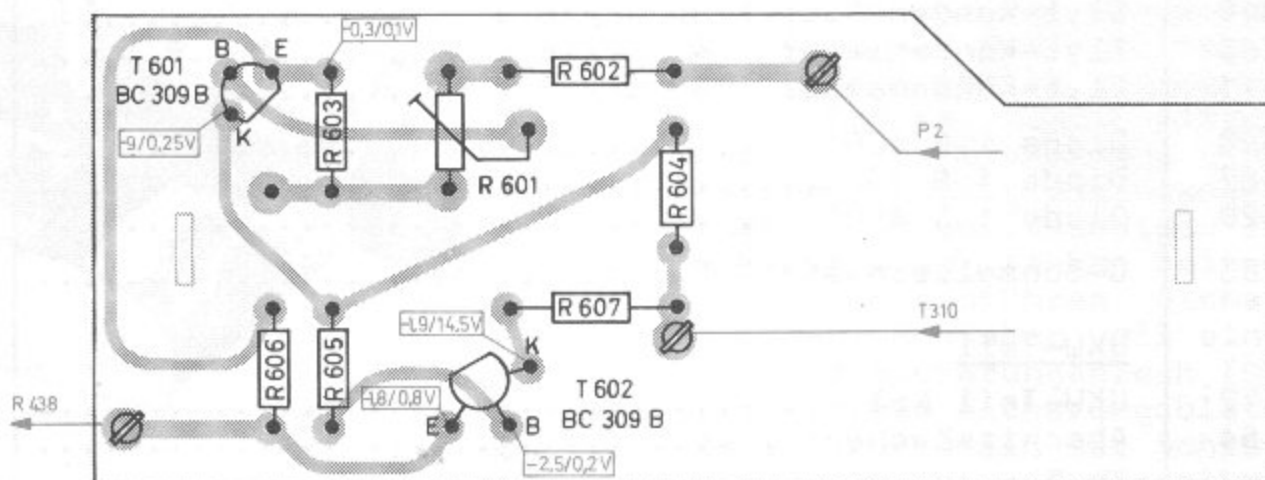 -0,3/0,1V
B E
T 601
BC 309 B
R 602
-9/0,25V
K
R 603
P2
R 601
R 604
R 607
T310
-1,9/14,5V
K
R 606
R 605
-1,8/0,8V
T 602
BC 309 B
R 438
E B
-2,5/0,2V